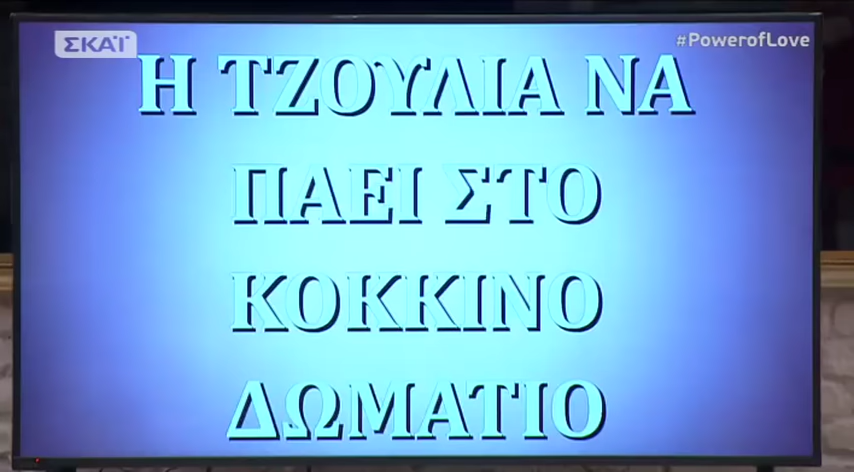 ΣΚΑΪ
#PowerofLove
Η ΤΖΟΥΛΙΑ ΝΑ
ΠΑΕΙ ΣΤΟ
ΚΟΚΚΙΝΟ
ΔΩΜΑΤΙΟ